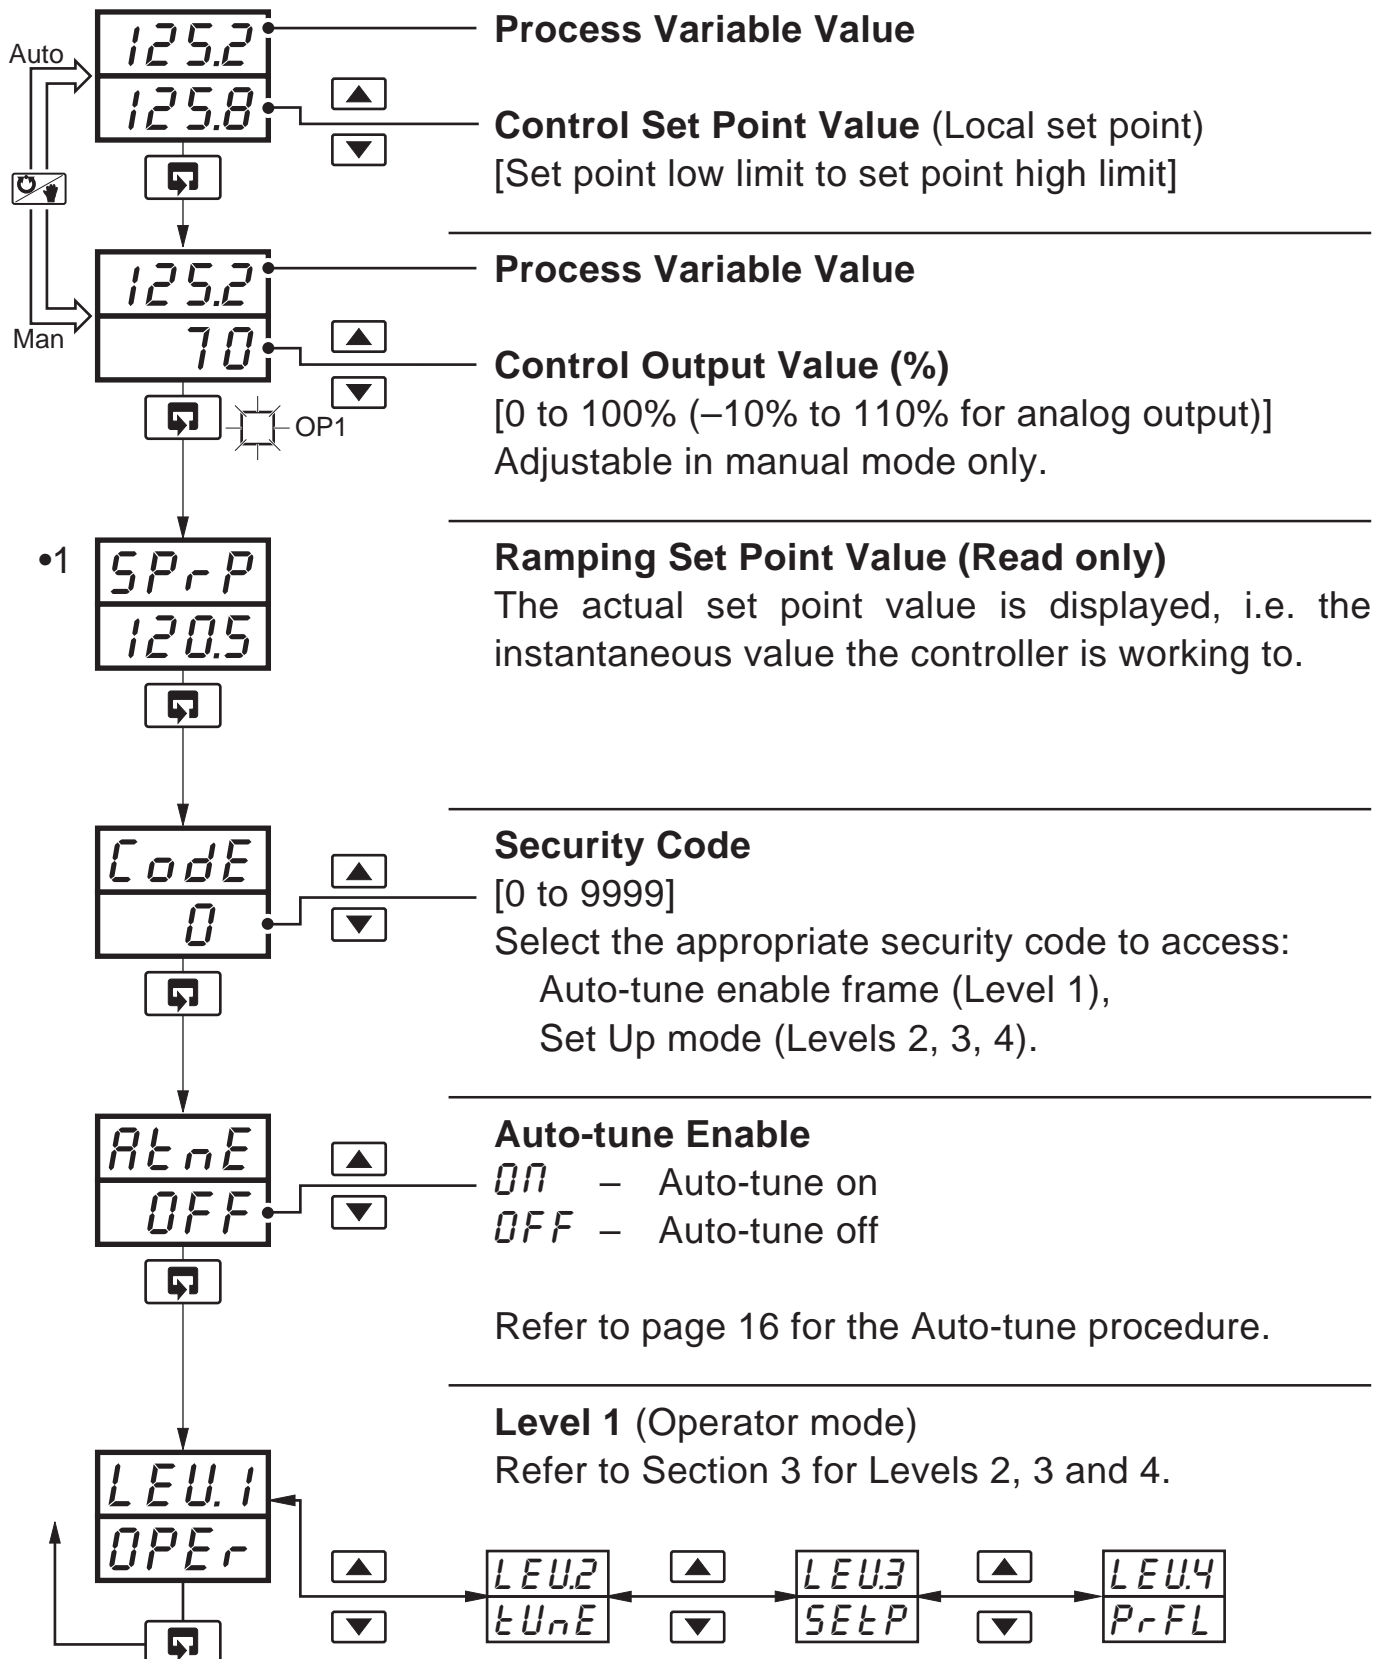 Auto
125.2
Process Variable Value
125.8
Control Set Point Value (Local set point)
[Set point low limit to set point high limit]
Man
125.2
Process Variable Value
70
Control Output Value (%)
OP1
[0 to 100% (–10% to 110% for analog output)]
Adjustable in manual mode only.
•1
SPrP
120.5
Ramping Set Point Value (Read only)
The actual set point value is displayed, i.e. the
instantaneous value the controller is working to.
CodE
0
Security Code
[0 to 9999]
Select the appropriate security code to access:
Auto-tune enable frame (Level 1),
Set Up mode (Levels 2, 3, 4).
AtnE
OFF
Auto-tune Enable
On – Auto-tune on
OFF – Auto-tune off
Refer to page 16 for the Auto-tune procedure.
LEV.1
OPEr
Level 1 (Operator mode)
Refer to Section 3 for Levels 2, 3 and 4.
LEV.2
tUnE
LEV.3
SEtP
LEV.4
PrFL